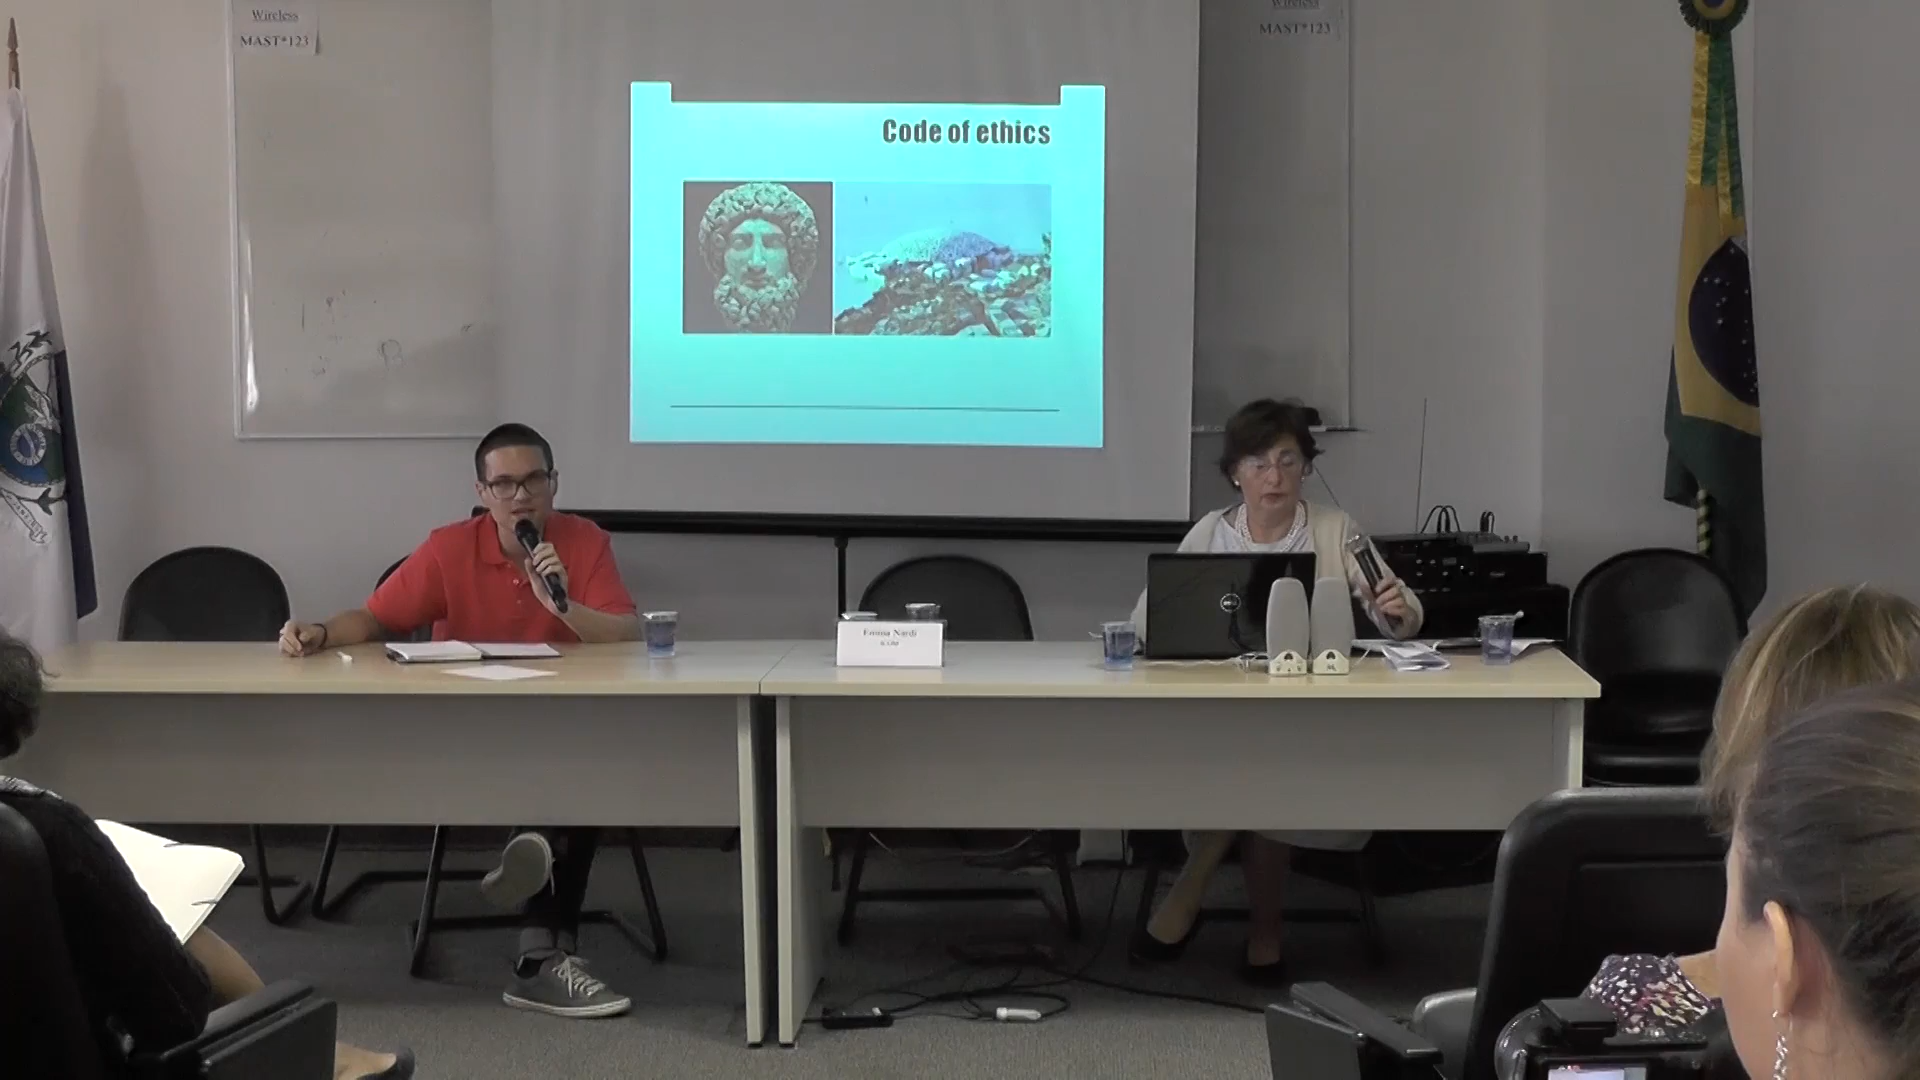 Wireless
MAST*123
Wireless
MAST*123
Code of ethics
Emma Nardi
ICOM